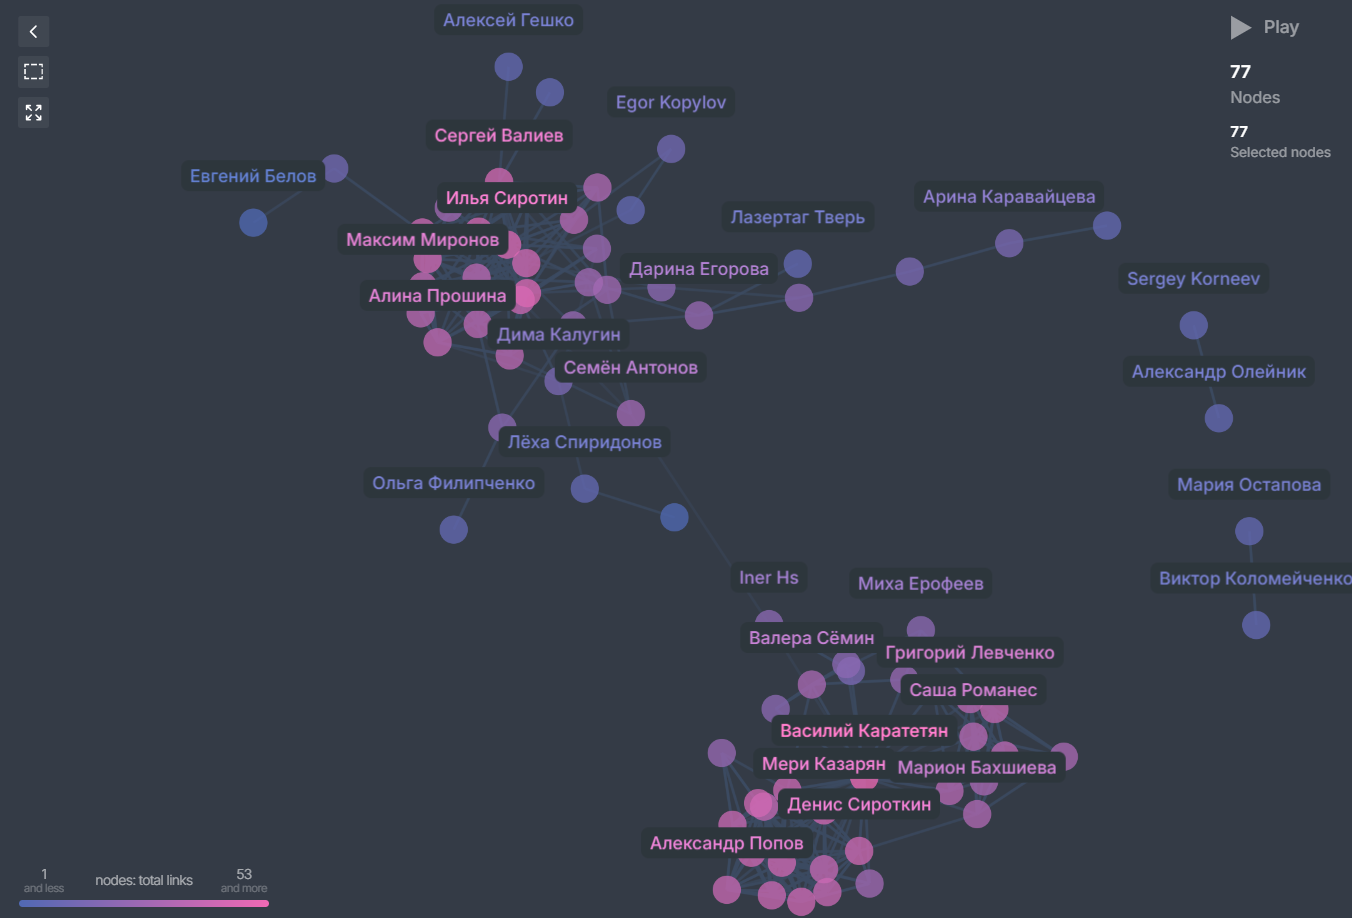 Алексей Гешко
Play
77
Nodes
77
Selected nodes
Egor Kopylov
Сергей Валиев
Евгений Белов
Илья Сиротин
Арина Каравайцева
Лазертаг Тверь
Максим Миронов
Дарина Егорова
Sergey Korneev
Алина Прошина
Дима Калугин
Семён Антонов
Александр Олейник
Лёха Спиридонов
Ольга Филипченко
Мария Остапова
Iner Hs
Миха Ерофеев
Виктор Коломейченко
Валера Сёмин
Григорий Левченко
Саша Романес
Василий Каратетян
Мери Казарян
Марион Бахшиева
Денис Сироткин
Александр Попов
1
and less
nodes: total links
53
and more